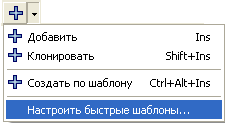 Добавить Ins
Клонировать Shift+Ins
Создать по шаблону Ctrl+Alt+Ins
Настроить быстрые шаблоны...